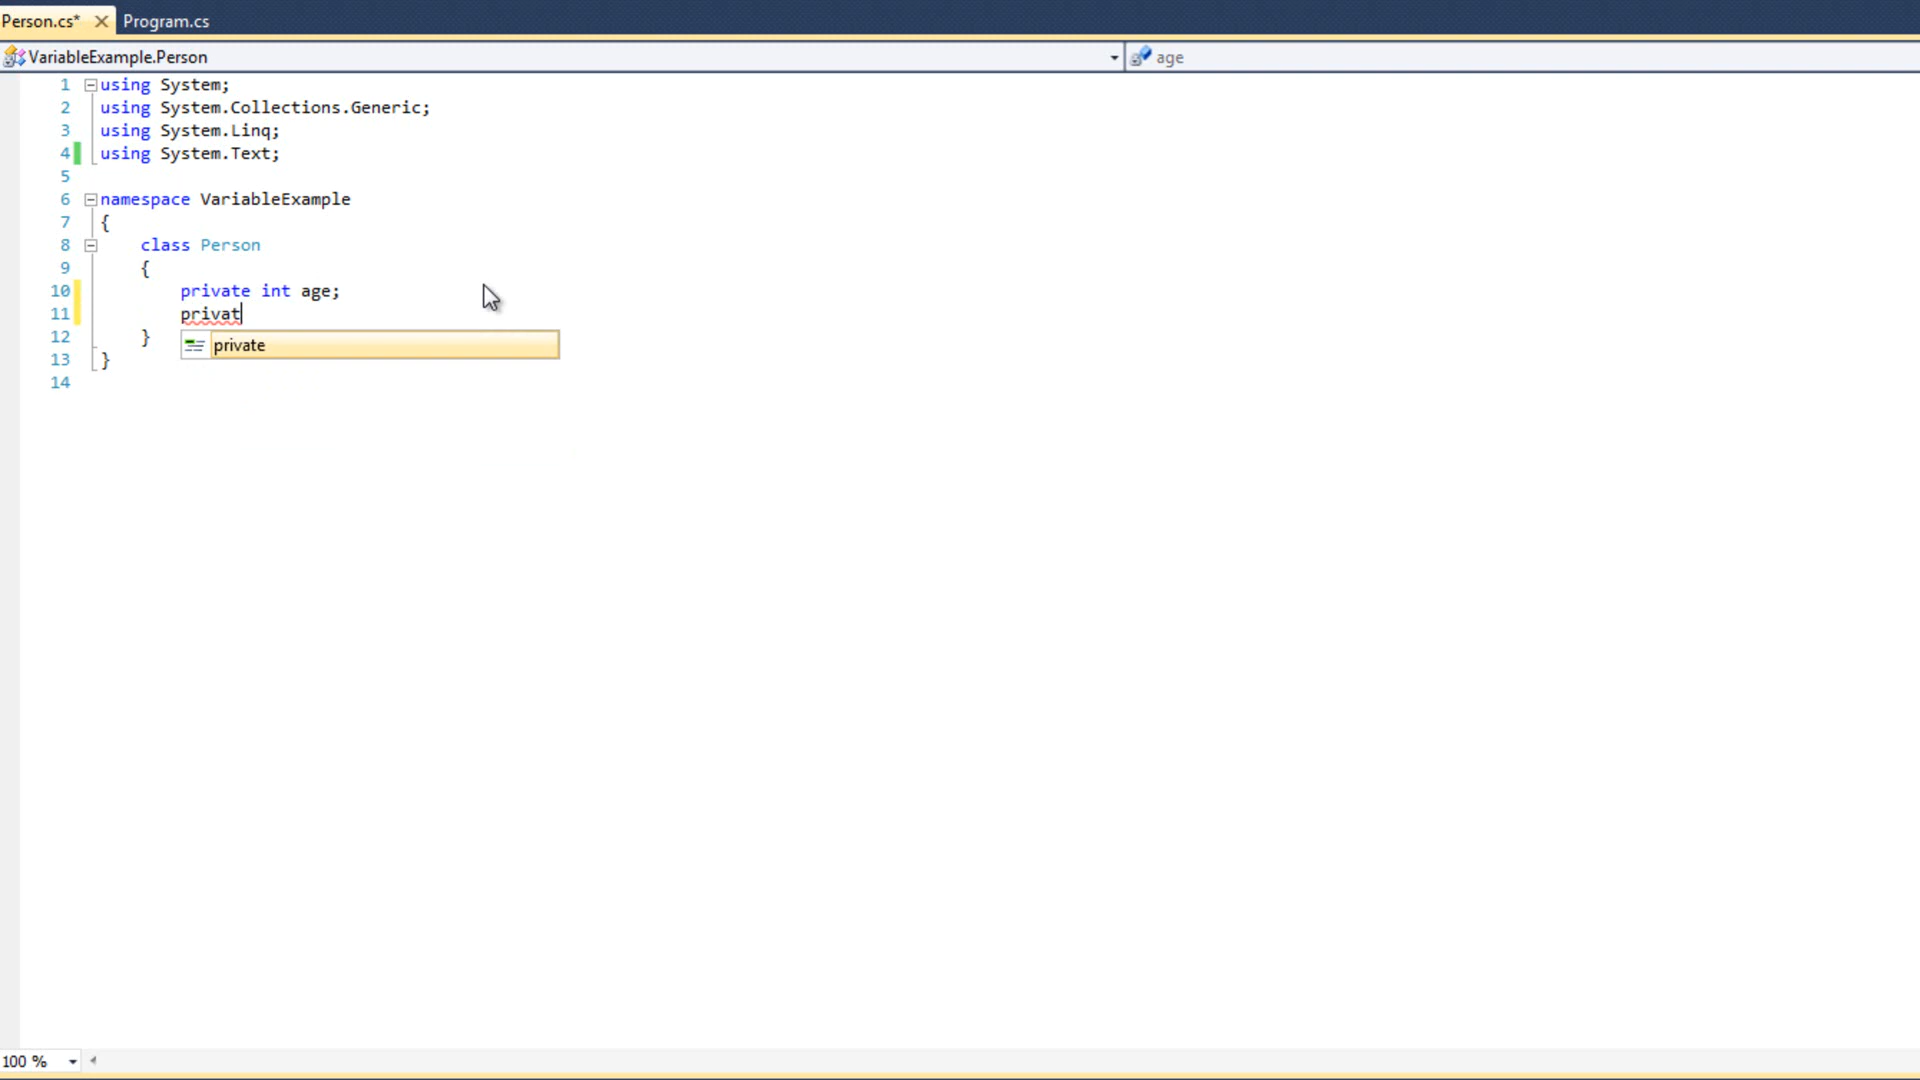 Person.cs* Program.cs
VariableExample.Person age
1 using System;
2 using System.Collections.Generic;
3 using System.Linq;
4 using System.Text;
5
6 namespace VariableExample
7 {
8 class Person
9 {
10 private int age;
11 privat
private
12 }
13 }
14
100 %